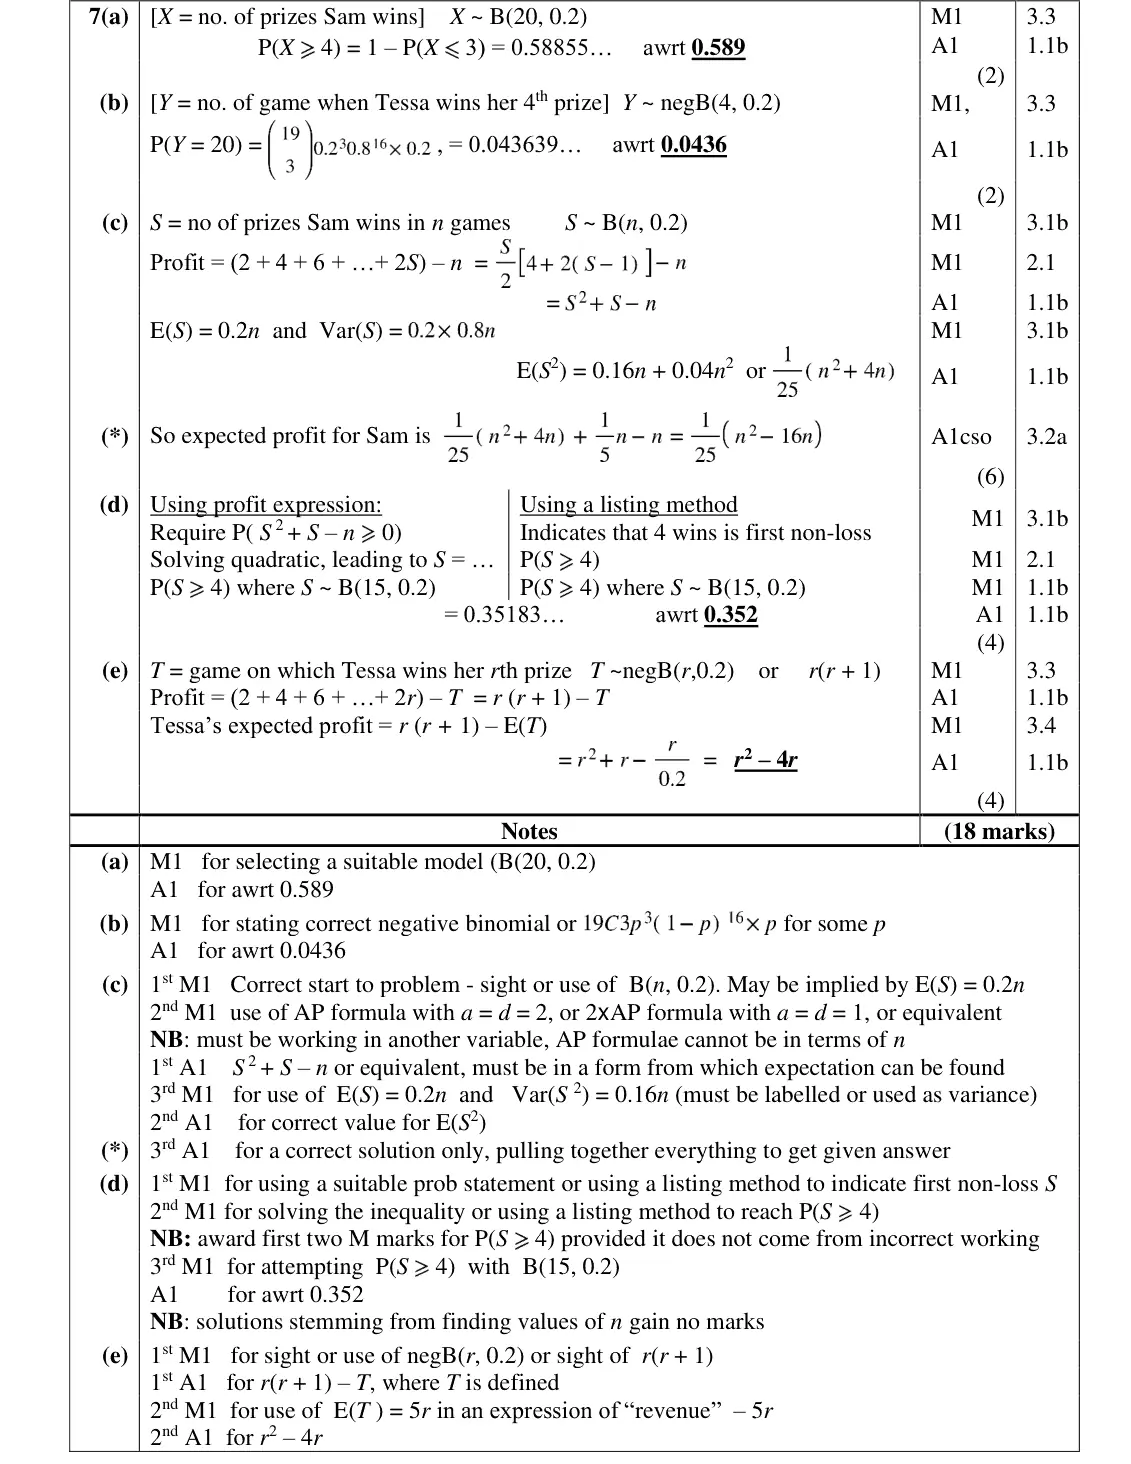 7(a) [X = no. of prizes Sam wins] X ~ B(20, 0.2) M1 3.3
P(X ⩾ 4) = 1 – P(X ⩽ 3) = 0.58855… awrt 0.589 A1 1.1b
(2)
(b) [Y = no. of game when Tessa wins her 4th prize] Y ~ negB(4, 0.2) M1, 3.3
P(Y = 20) = (19 3) 0.2³0.8¹⁶ × 0.2 , = 0.043639… awrt 0.0436 A1 1.1b
(2)
(c) S = no of prizes Sam wins in n games S ~ B(n, 0.2) M1 3.1b
Profit = (2 + 4 + 6 + …+ 2S) – n = S/2 [4 + 2( S − 1) ] − n M1 2.1
= S² + S − n A1 1.1b
E(S) = 0.2n and Var(S) = 0.2 × 0.8n M1 3.1b
E(S²) = 0.16n + 0.04n² or 1/25 ( n² + 4n) A1 1.1b
(*) So expected profit for Sam is 1/25 ( n² + 4n) + 1/5 n − n = 1/25 ( n² − 16n) A1cso 3.2a
(6)
(d) Using profit expression: Using a listing method
Require P( S² + S – n ⩾ 0) Indicates that 4 wins is first non-loss M1 3.1b
Solving quadratic, leading to S = … P(S ⩾ 4) M1 2.1
P(S ⩾ 4) where S ~ B(15, 0.2) P(S ⩾ 4) where S ~ B(15, 0.2) M1 1.1b
= 0.35183… awrt 0.352 A1 1.1b
(4)
(e) T = game on which Tessa wins her rth prize T ~negB(r,0.2) or r(r + 1) M1 3.3
Profit = (2 + 4 + 6 + …+ 2r) – T = r (r + 1) – T A1 1.1b
Tessa's expected profit = r (r + 1) – E(T) M1 3.4
= r² + r − r/0.2 = r² – 4r A1 1.1b
(4)
Notes (18 marks)
(a) M1 for selecting a suitable model (B(20, 0.2)
A1 for awrt 0.589
(b) M1 for stating correct negative binomial or 19C3p³( 1 − p) ¹⁶ × p for some p
A1 for awrt 0.0436
(c) 1st M1 Correct start to problem - sight or use of B(n, 0.2). May be implied by E(S) = 0.2n
2nd M1 use of AP formula with a = d = 2, or 2xAP formula with a = d = 1, or equivalent
NB: must be working in another variable, AP formulae cannot be in terms of n
1st A1 S² + S – n or equivalent, must be in a form from which expectation can be found
3rd M1 for use of E(S) = 0.2n and Var(S ²) = 0.16n (must be labelled or used as variance)
2nd A1 for correct value for E(S²)
(*) 3rd A1 for a correct solution only, pulling together everything to get given answer
(d) 1st M1 for using a suitable prob statement or using a listing method to indicate first non-loss S
2nd M1 for solving the inequality or using a listing method to reach P(S ⩾ 4)
NB: award first two M marks for P(S ⩾ 4) provided it does not come from incorrect working
3rd M1 for attempting P(S ⩾ 4) with B(15, 0.2)
A1 for awrt 0.352
NB: solutions stemming from finding values of n gain no marks
(e) 1st M1 for sight or use of negB(r, 0.2) or sight of r(r + 1)
1st A1 for r(r + 1) – T, where T is defined
2nd M1 for use of E(T ) = 5r in an expression of “revenue” – 5r
2nd A1 for r² – 4r